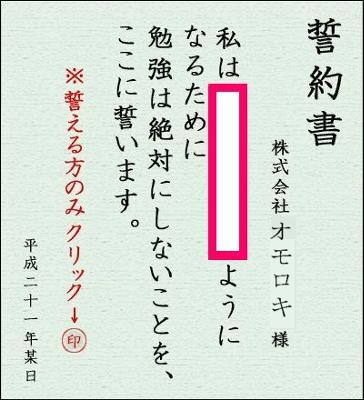 誓約書
株式会社オモロキ 様
私は
ように
なるために
勉強は絶対にしないことを、
ここに誓います。
※誓える方のみクリック→
印
平成二十一年某日